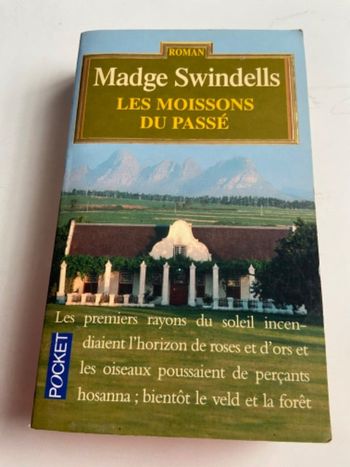 ROMAN
Madge Swindells
LES MOISSONS
DU PASSÉ
Les premiers rayons du soleil incen-
diaient l'horizon de roses et d'ors et
les oiseaux poussaient de perçants
hosanna ; bientôt le veld et la forêt
POCKET